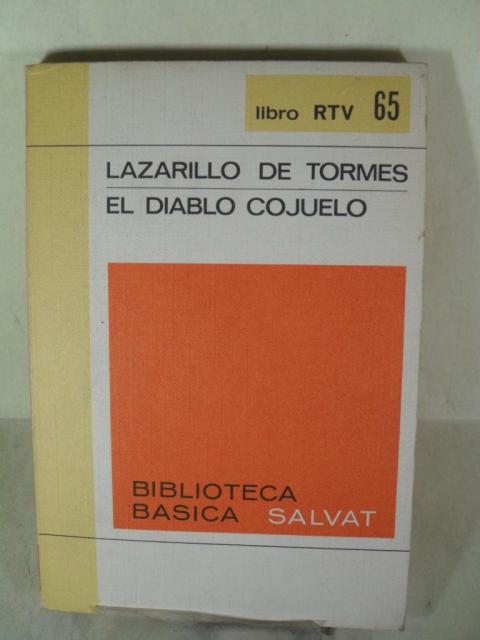 libro RTV 65
LAZARILLO DE TORMES
EL DIABLO COJUELO
BIBLIOTECA
BASICA SALVAT